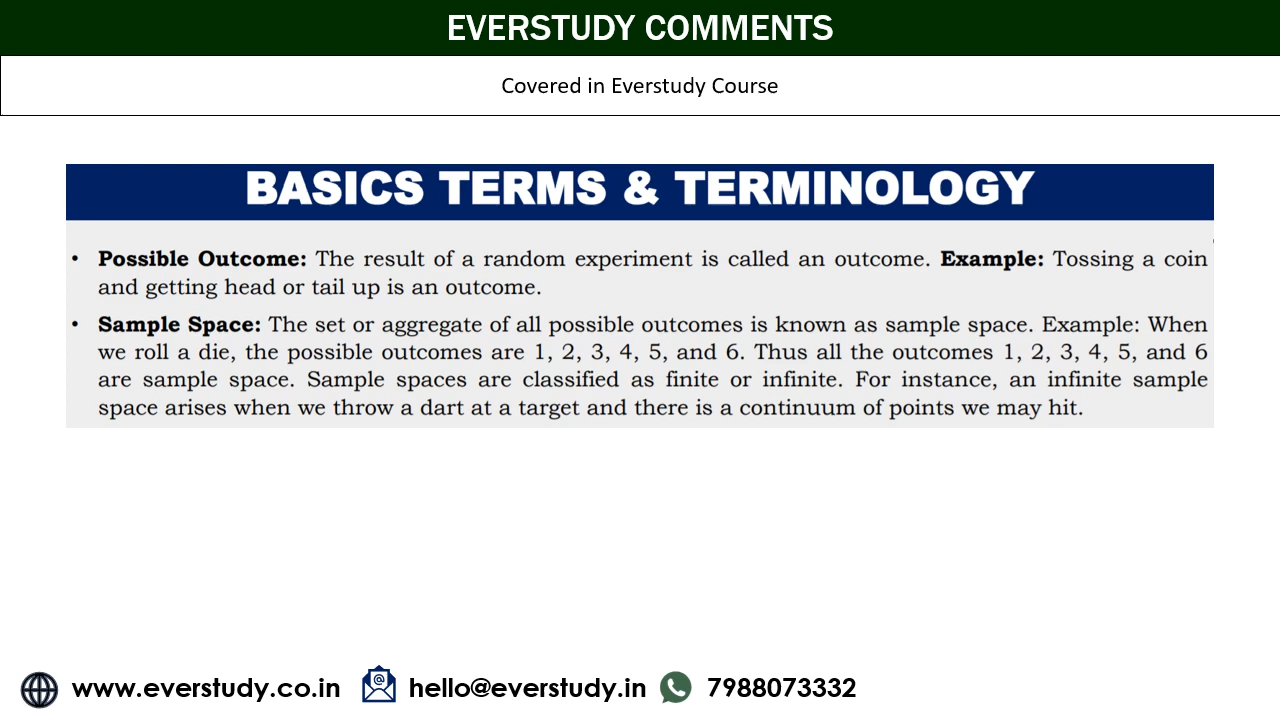 EVERSTUDY COMMENTS
Covered in Everstudy Course
BASICS TERMS & TERMINOLOGY
• Possible Outcome: The result of a random experiment is called an outcome. Example: Tossing a coin
and getting head or tail up is an outcome.
• Sample Space: The set or aggregate of all possible outcomes is known as sample space. Example: When
we roll a die, the possible outcomes are 1, 2, 3, 4, 5, and 6. Thus all the outcomes 1, 2, 3, 4, 5, and 6
are sample space. Sample spaces are classified as finite or infinite. For instance, an infinite sample
space arises when we throw a dart at a target and there is a continuum of points we may hit.
www.everstudy.co.in hello@everstudy.in 7988073332